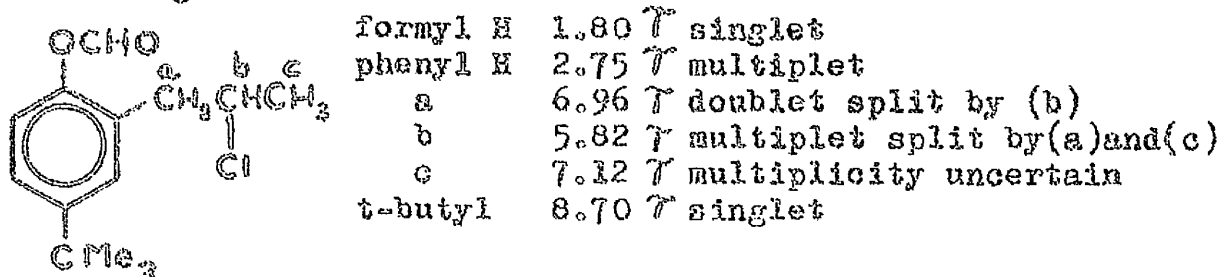 OCHO
a b c
CH₂CHCH₃
Cl
CMe₃
formyl H 1.80 τ singlet
phenyl H 2.75 τ multiplet
a 6.96 τ doublet split by (b)
b 5.82 τ multiplet split by(a)and(c)
c 7.12 τ multiplicity uncertain
t-butyl 8.70 τ singlet